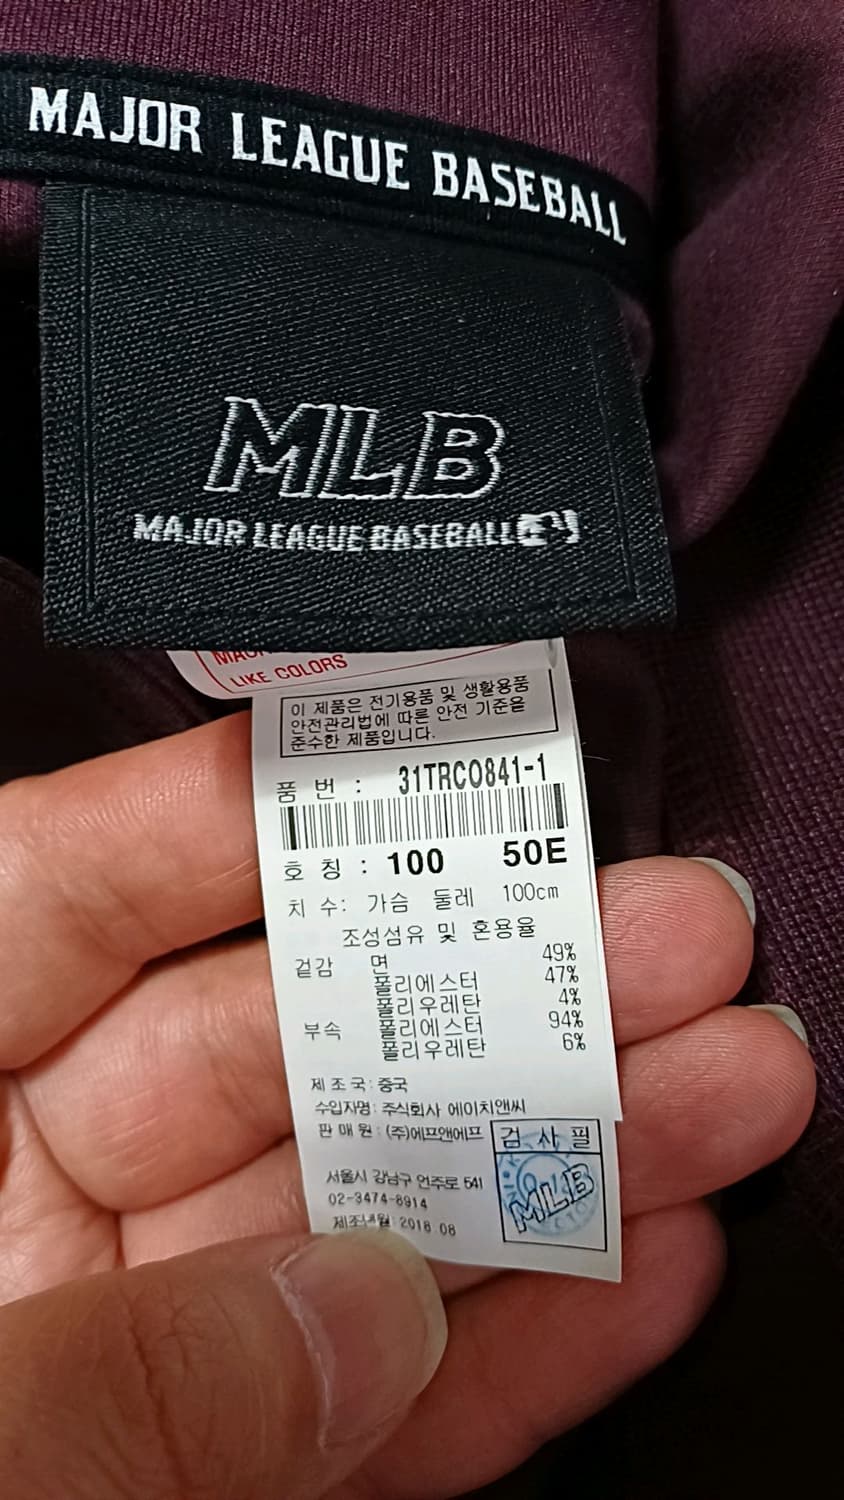 MAJOR LEAGUE BASEBALL
MLB
MAJOR LEAGUE BASEBALL
LIKE COLORS
이 제품은 전기용품 및 생활용품
안전관리법에 따른 안전 기준을
준수한 제품입니다.
품 번 : 31TRCO841-1
호 칭 : 100 50E
치 수: 가슴 둘레 100cm
조성섬유 및 혼용율
겉감 면 49%
폴리에스터 47%
폴리우레탄 4%
부속 폴리에스터 94%
폴리우레탄 6%
제 조 국: 중국
수입자명: 주식회사 에이치앤씨
판 매 원: (주)에프앤에프
검 사 필
MLB
서울시 강남구 언주로 541
02-3474-8914
제조년월: 2018.08